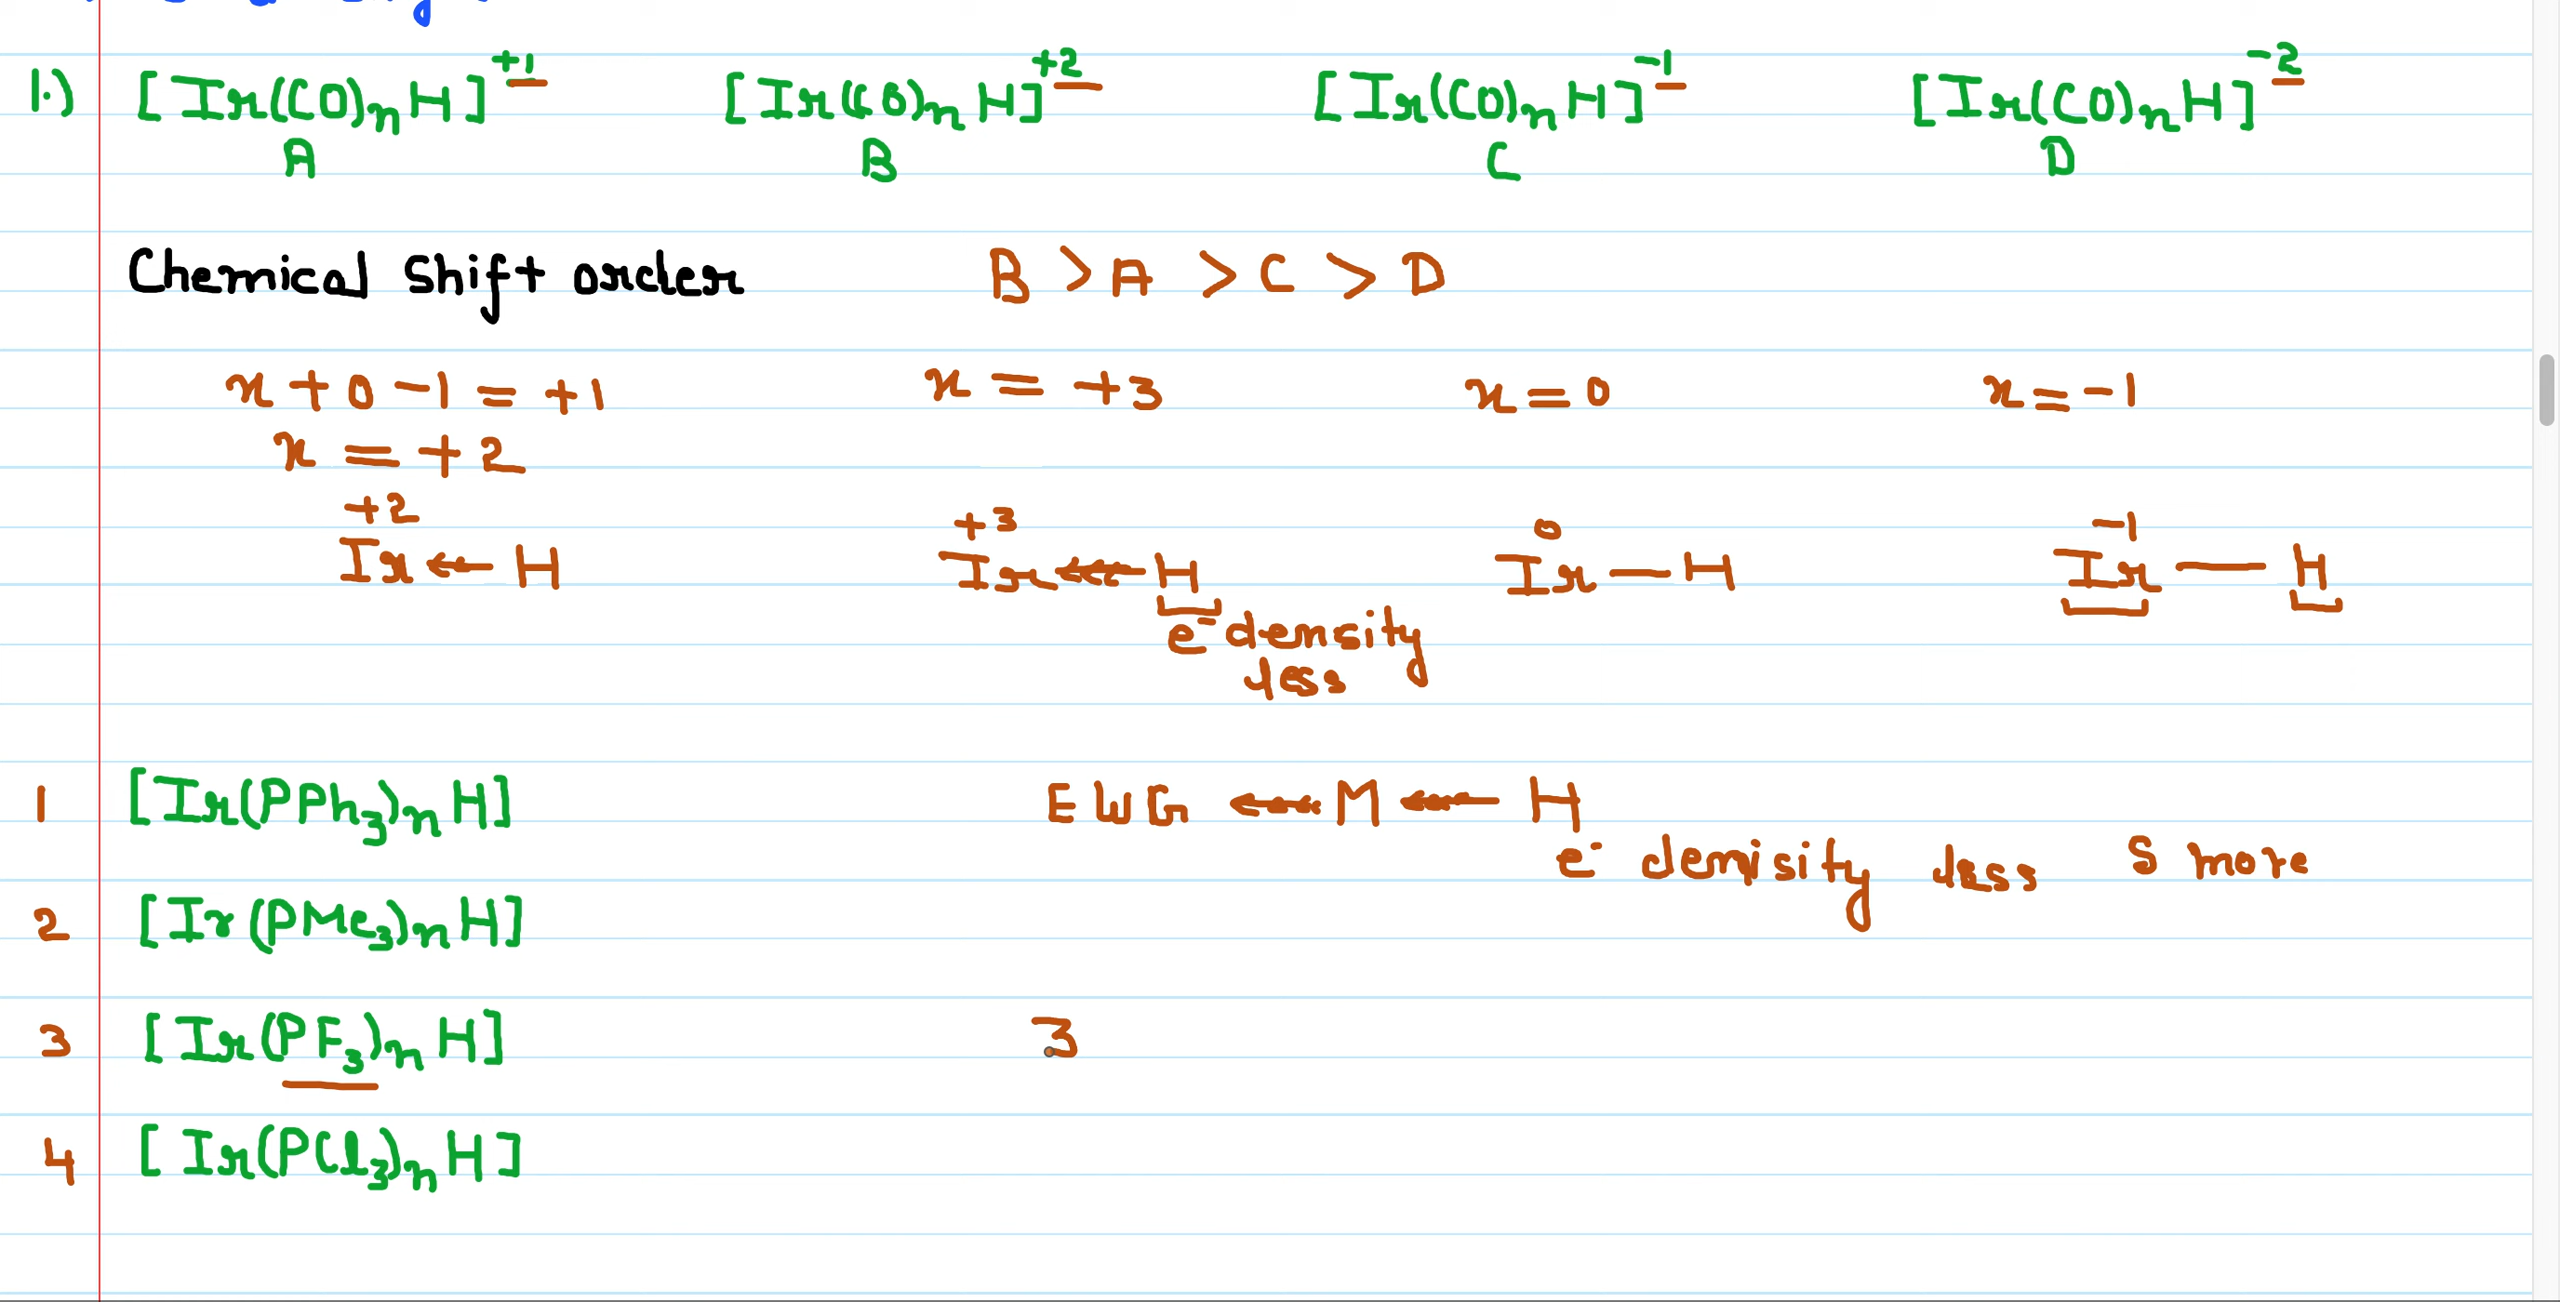 1.) [Ir(CO)nH]+1 [Ir(CO)nH]+2 [Ir(CO)nH]-1 [Ir(CO)nH]-2
A B C D
Chemical Shift order B > A > C > D
x + 0 - 1 = +1 x = +3 x = 0 x = -1
x = +2
+2 +3 0 -1
Ir ← H Ir ← H Ir — H Ir — H
e- density
less
1 [Ir(PPh3)nH] EWG ← M ← H
e- demisity less S more
2 [Ir(PMe3)nH]
3 [Ir(PF3)nH] 3
4 [Ir(PCl3)nH]